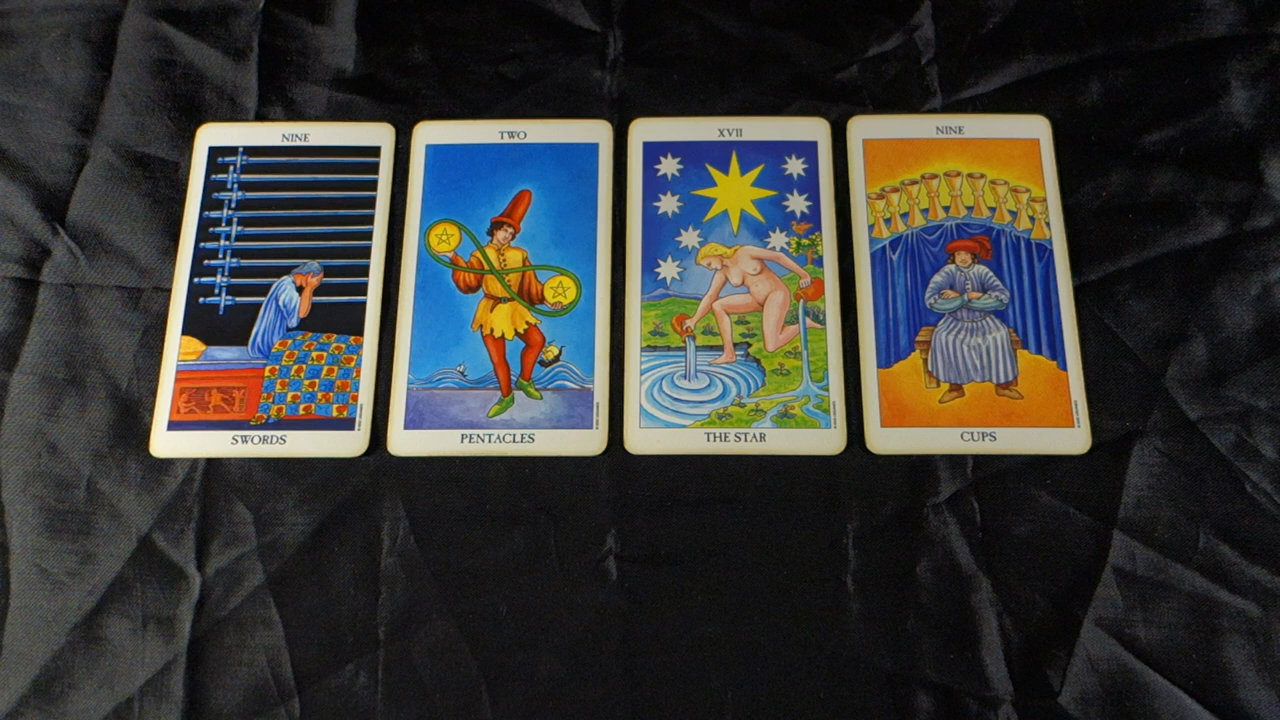 NINE
SWORDS
TWO
PENTACLES
XVII
THE STAR
NINE
CUPS